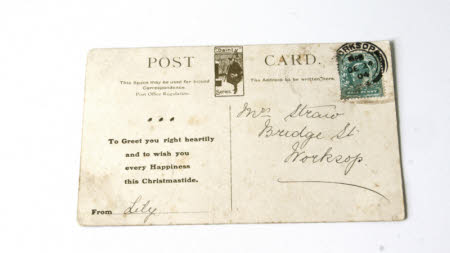 POST CARD.
Dainty
Series
This Space may be used for Inland
Correspondence.
Post Office Regulation.
The Address to be written here.
WORKSOP
To Greet you right heartily
and to wish you
every Happiness
this Christmastide.
From Lily
Mrs Straw
Bridge St
Worksop